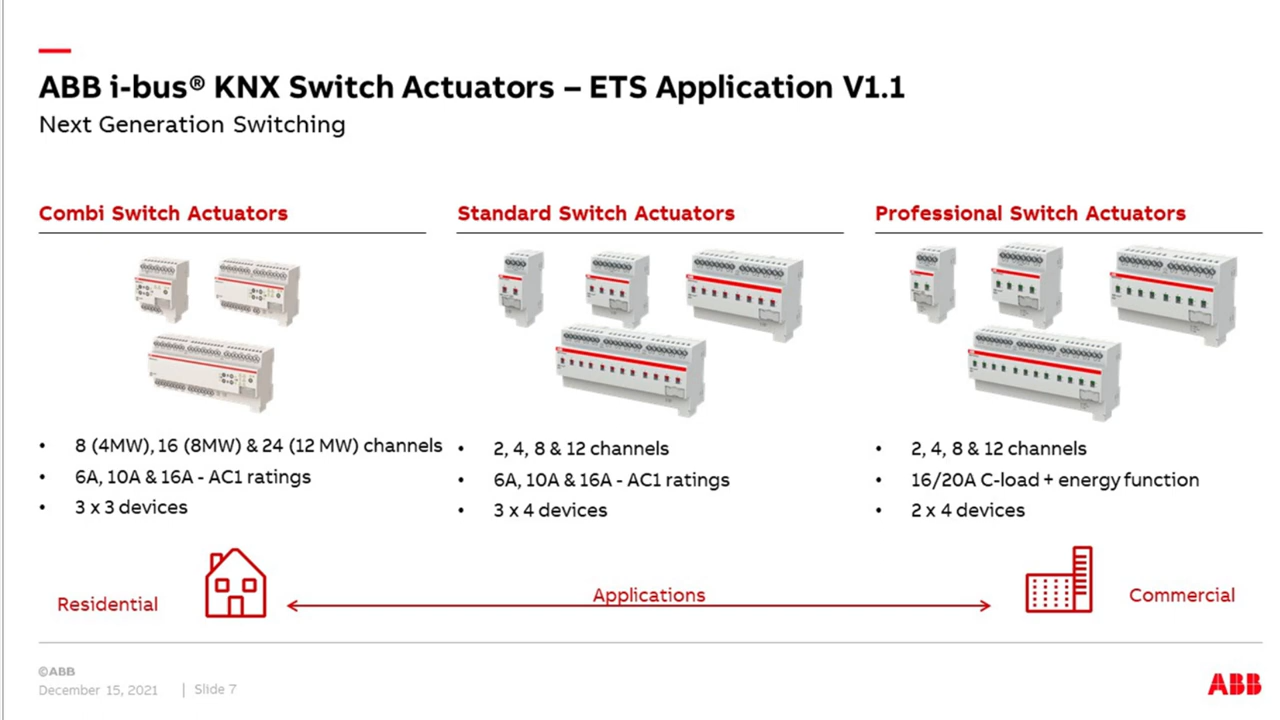 ABB i-bus® KNX Switch Actuators – ETS Application V1.1
Next Generation Switching
Combi Switch Actuators
• 8 (4MW), 16 (8MW) & 24 (12 MW) channels
• 6A, 10A & 16A - AC1 ratings
• 3 x 3 devices
Standard Switch Actuators
• 2, 4, 8 & 12 channels
• 6A, 10A & 16A - AC1 ratings
• 3 x 4 devices
Professional Switch Actuators
• 2, 4, 8 & 12 channels
• 16/20A C-load + energy function
• 2 x 4 devices
Residential
Applications
Commercial
©ABB
December 15, 2021 | Slide 7
ABB